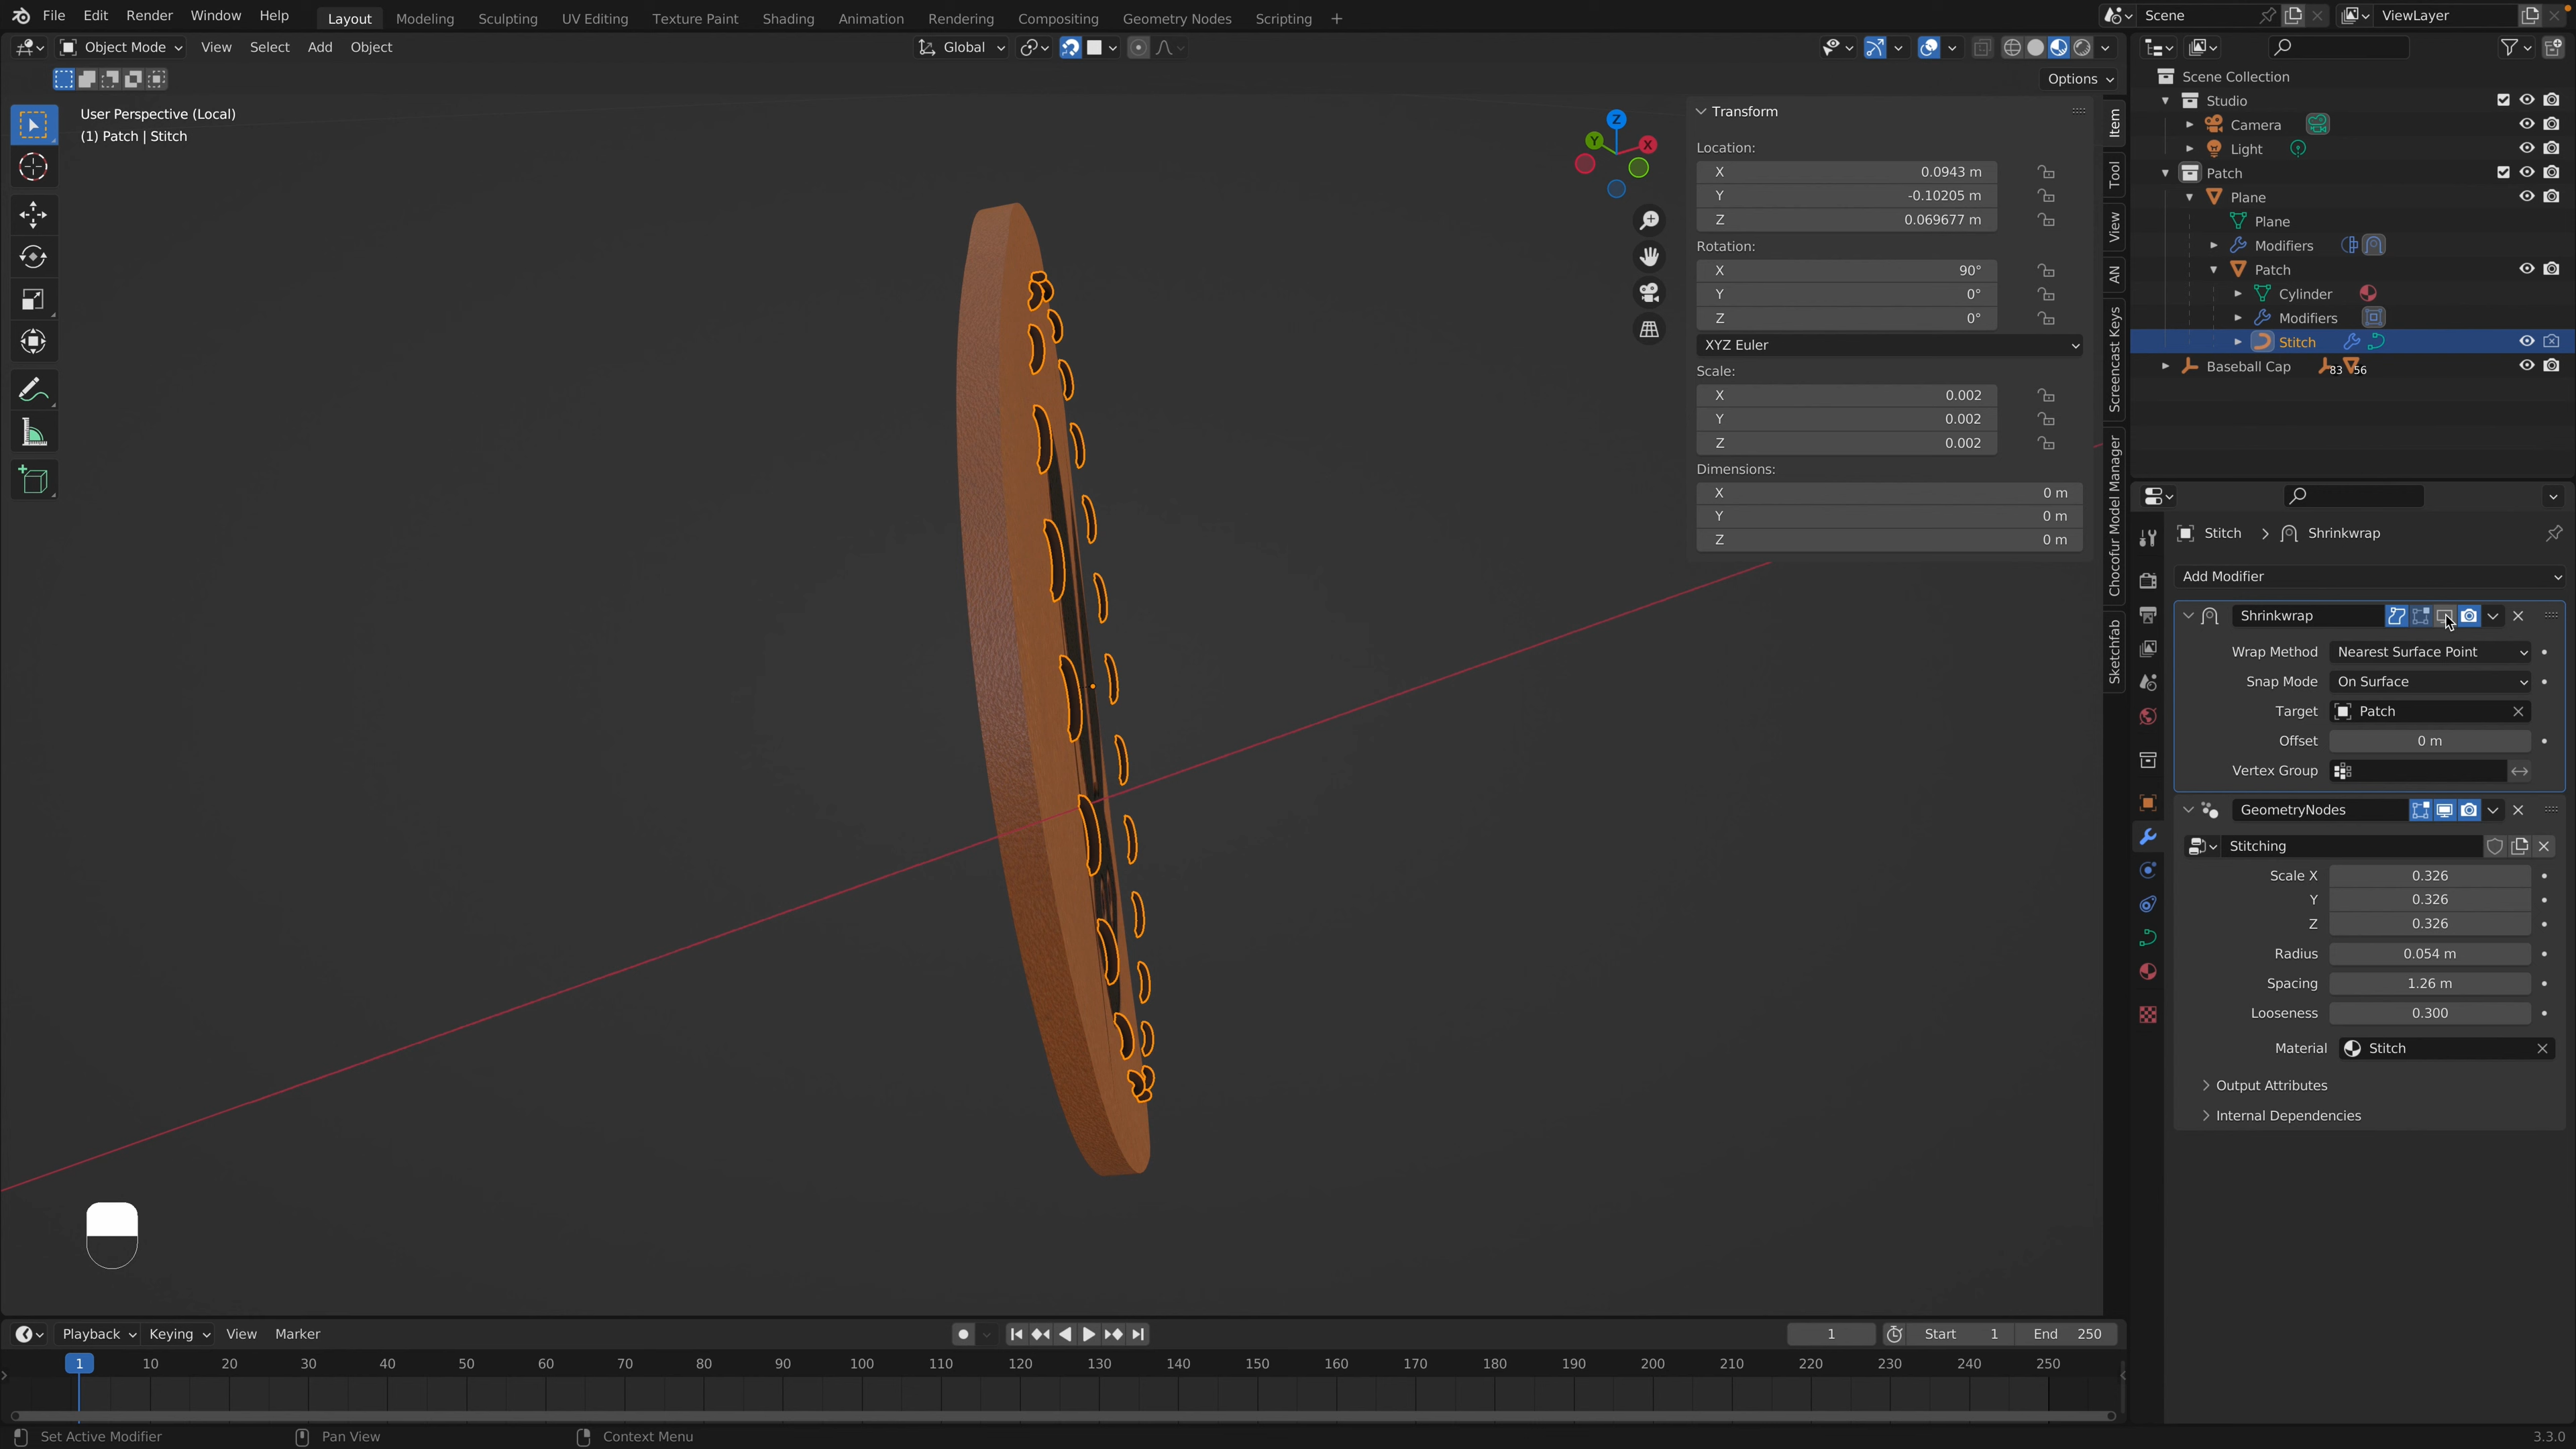 File Edit Render Window Help Layout Modeling Sculpting UV Editing Texture Paint Shading Animation Rendering Compositing Geometry Nodes Scripting + Scene ViewLayer
Object Mode View Select Add Object Global
Options
User Perspective (Local)
(1) Patch | Stitch
Z
Y
X
Transform
Location:
X 0.0943 m
Y -0.10205 m
Z 0.069677 m
Rotation:
X 90°
Y 0°
Z 0°
XYZ Euler
Scale:
X 0.002
Y 0.002
Z 0.002
Dimensions:
X 0 m
Y 0 m
Z 0 m
Item
Tool
View
AN
Screencast Keys
Chocofur Model Manager
Sketchfab
Scene Collection
Studio
Camera
Light
Patch
Plane
Plane
Modifiers
Patch
Cylinder
Modifiers
Stitch
Baseball Cap 83 56
Stitch > Shrinkwrap
Add Modifier
Shrinkwrap
Wrap Method Nearest Surface Point
Snap Mode On Surface
Target Patch
Offset 0 m
Vertex Group
GeometryNodes
Stitching
Scale X 0.326
Y 0.326
Z 0.326
Radius 0.054 m
Spacing 1.26 m
Looseness 0.300
Material Stitch
Output Attributes
Internal Dependencies
Playback Keying View Marker 1 Start 1 End 250
1 10 20 30 40 50 60 70 80 90 100 110 120 130 140 150 160 170 180 190 200 210 220 230 240 250
Set Active Modifier Pan View Context Menu 3.3.0